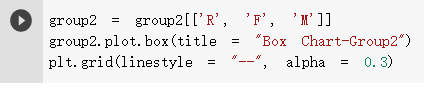 group2 = group2[['R', 'F', 'M']]
group2.plot.box(title = "Box Chart-Group2")
plt.grid(linestyle = "--", alpha = 0.3)